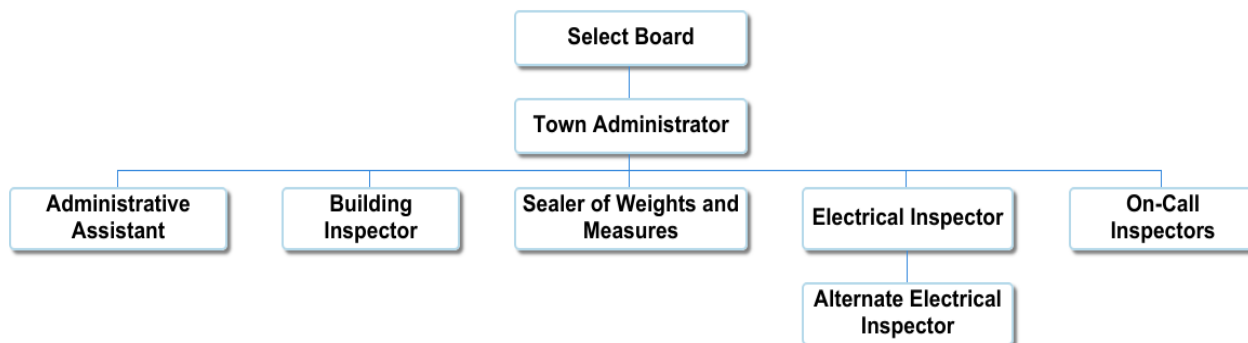 Select Board
Town Administrator
Administrative
Assistant
Building
Inspector
Sealer of Weights and
Measures
Electrical Inspector
On-Call
Inspectors
Alternate Electrical
Inspector